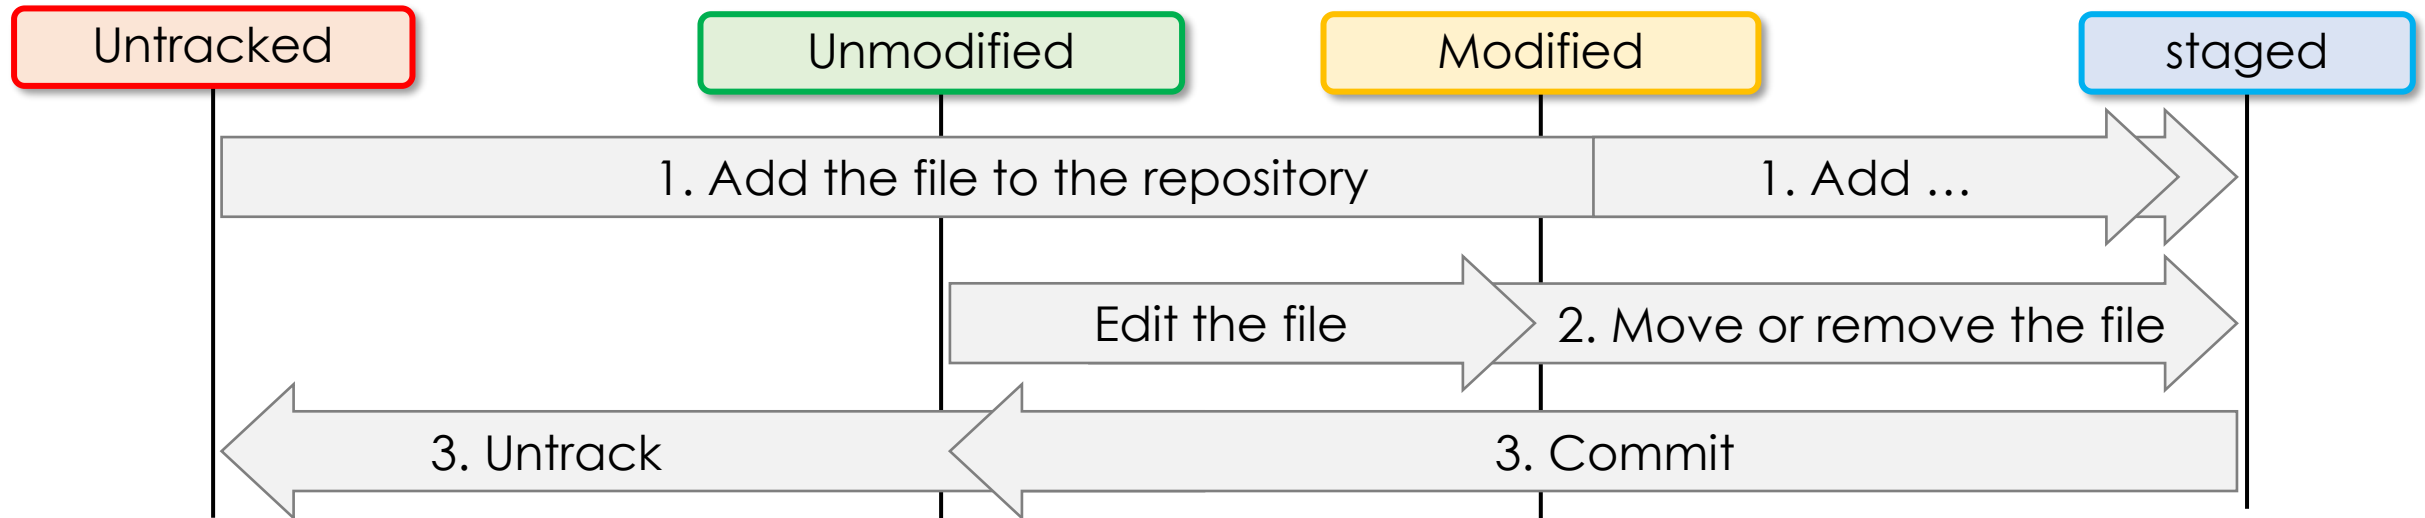 Untracked
Unmodified
Modified
staged
1. Add the file to the repository
1. Add …
Edit the file
2. Move or remove the file
3. Untrack
3. Commit